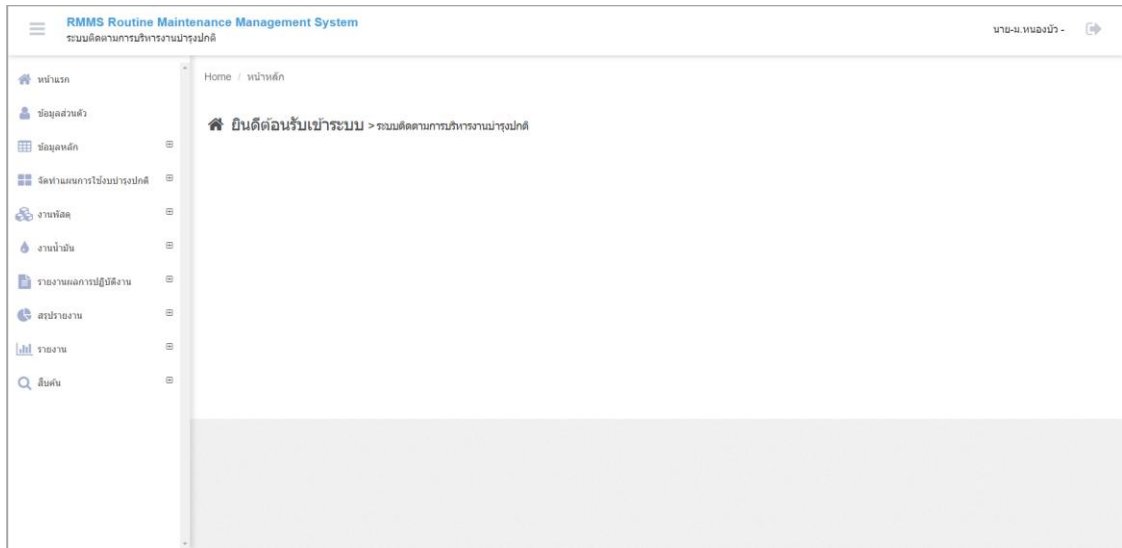 RMMS Routine Maintenance Management System
ระบบติดตามการบริหารงานบำรุงปกติ
นาย-ม.หนองบัว -
หน้าแรก
ข้อมูลส่วนตัว
ข้อมูลหลัก
จัดทำแผนการใช้งบบำรุงปกติ
งานพัสดุ
งานน้ำมัน
รายงานผลการปฏิบัติงาน
สรุปรายงาน
รายงาน
สืบค้น
Home / หน้าหลัก
ยินดีต้อนรับเข้าระบบ > ระบบติดตามการบริหารงานบำรุงปกติ